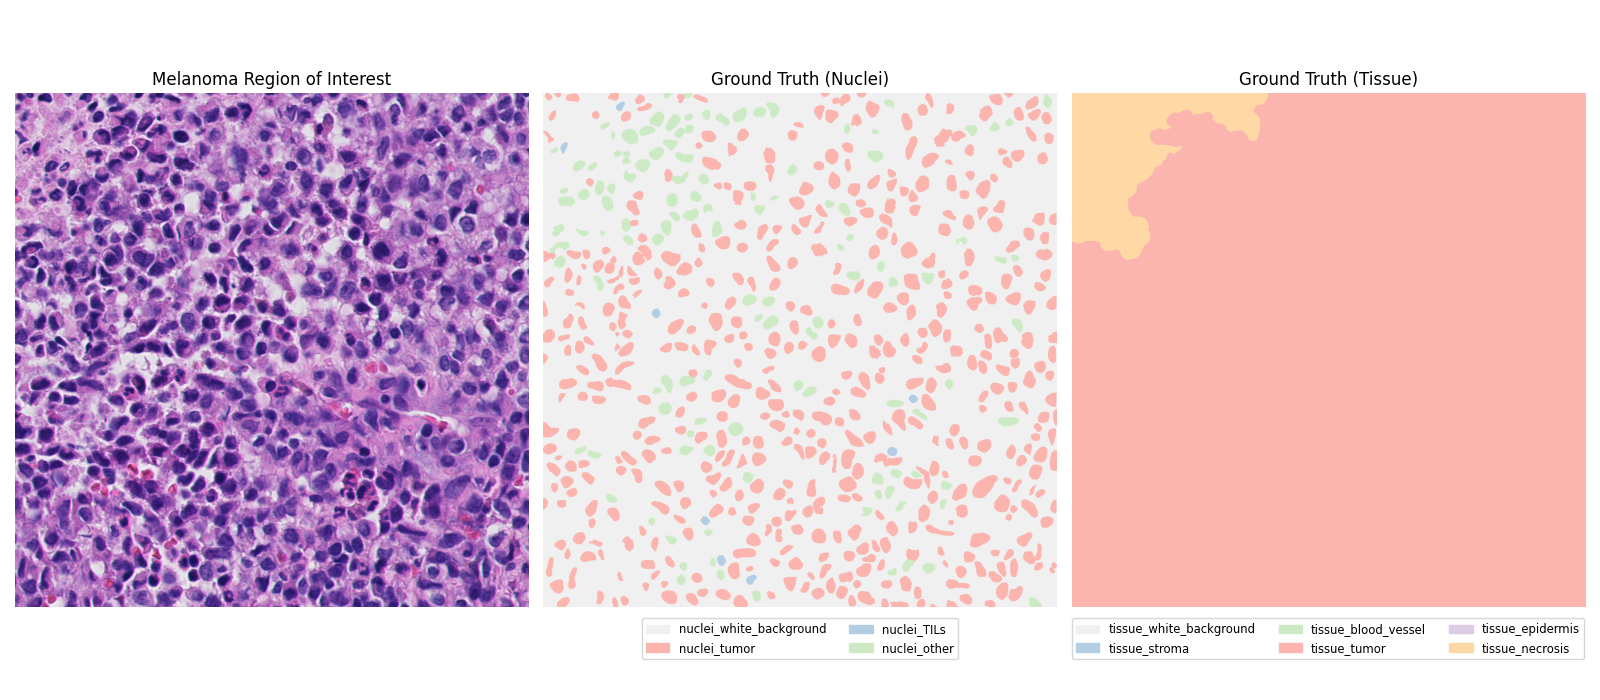 Melanoma Region of Interest
Ground Truth (Nuclei)
Ground Truth (Tissue)
nuclei_white_background
nuclei_tumor
nuclei_TILs
nuclei_other
tissue_white_background
tissue_stroma
tissue_blood_vessel
tissue_tumor
tissue_epidermis
tissue_necrosis